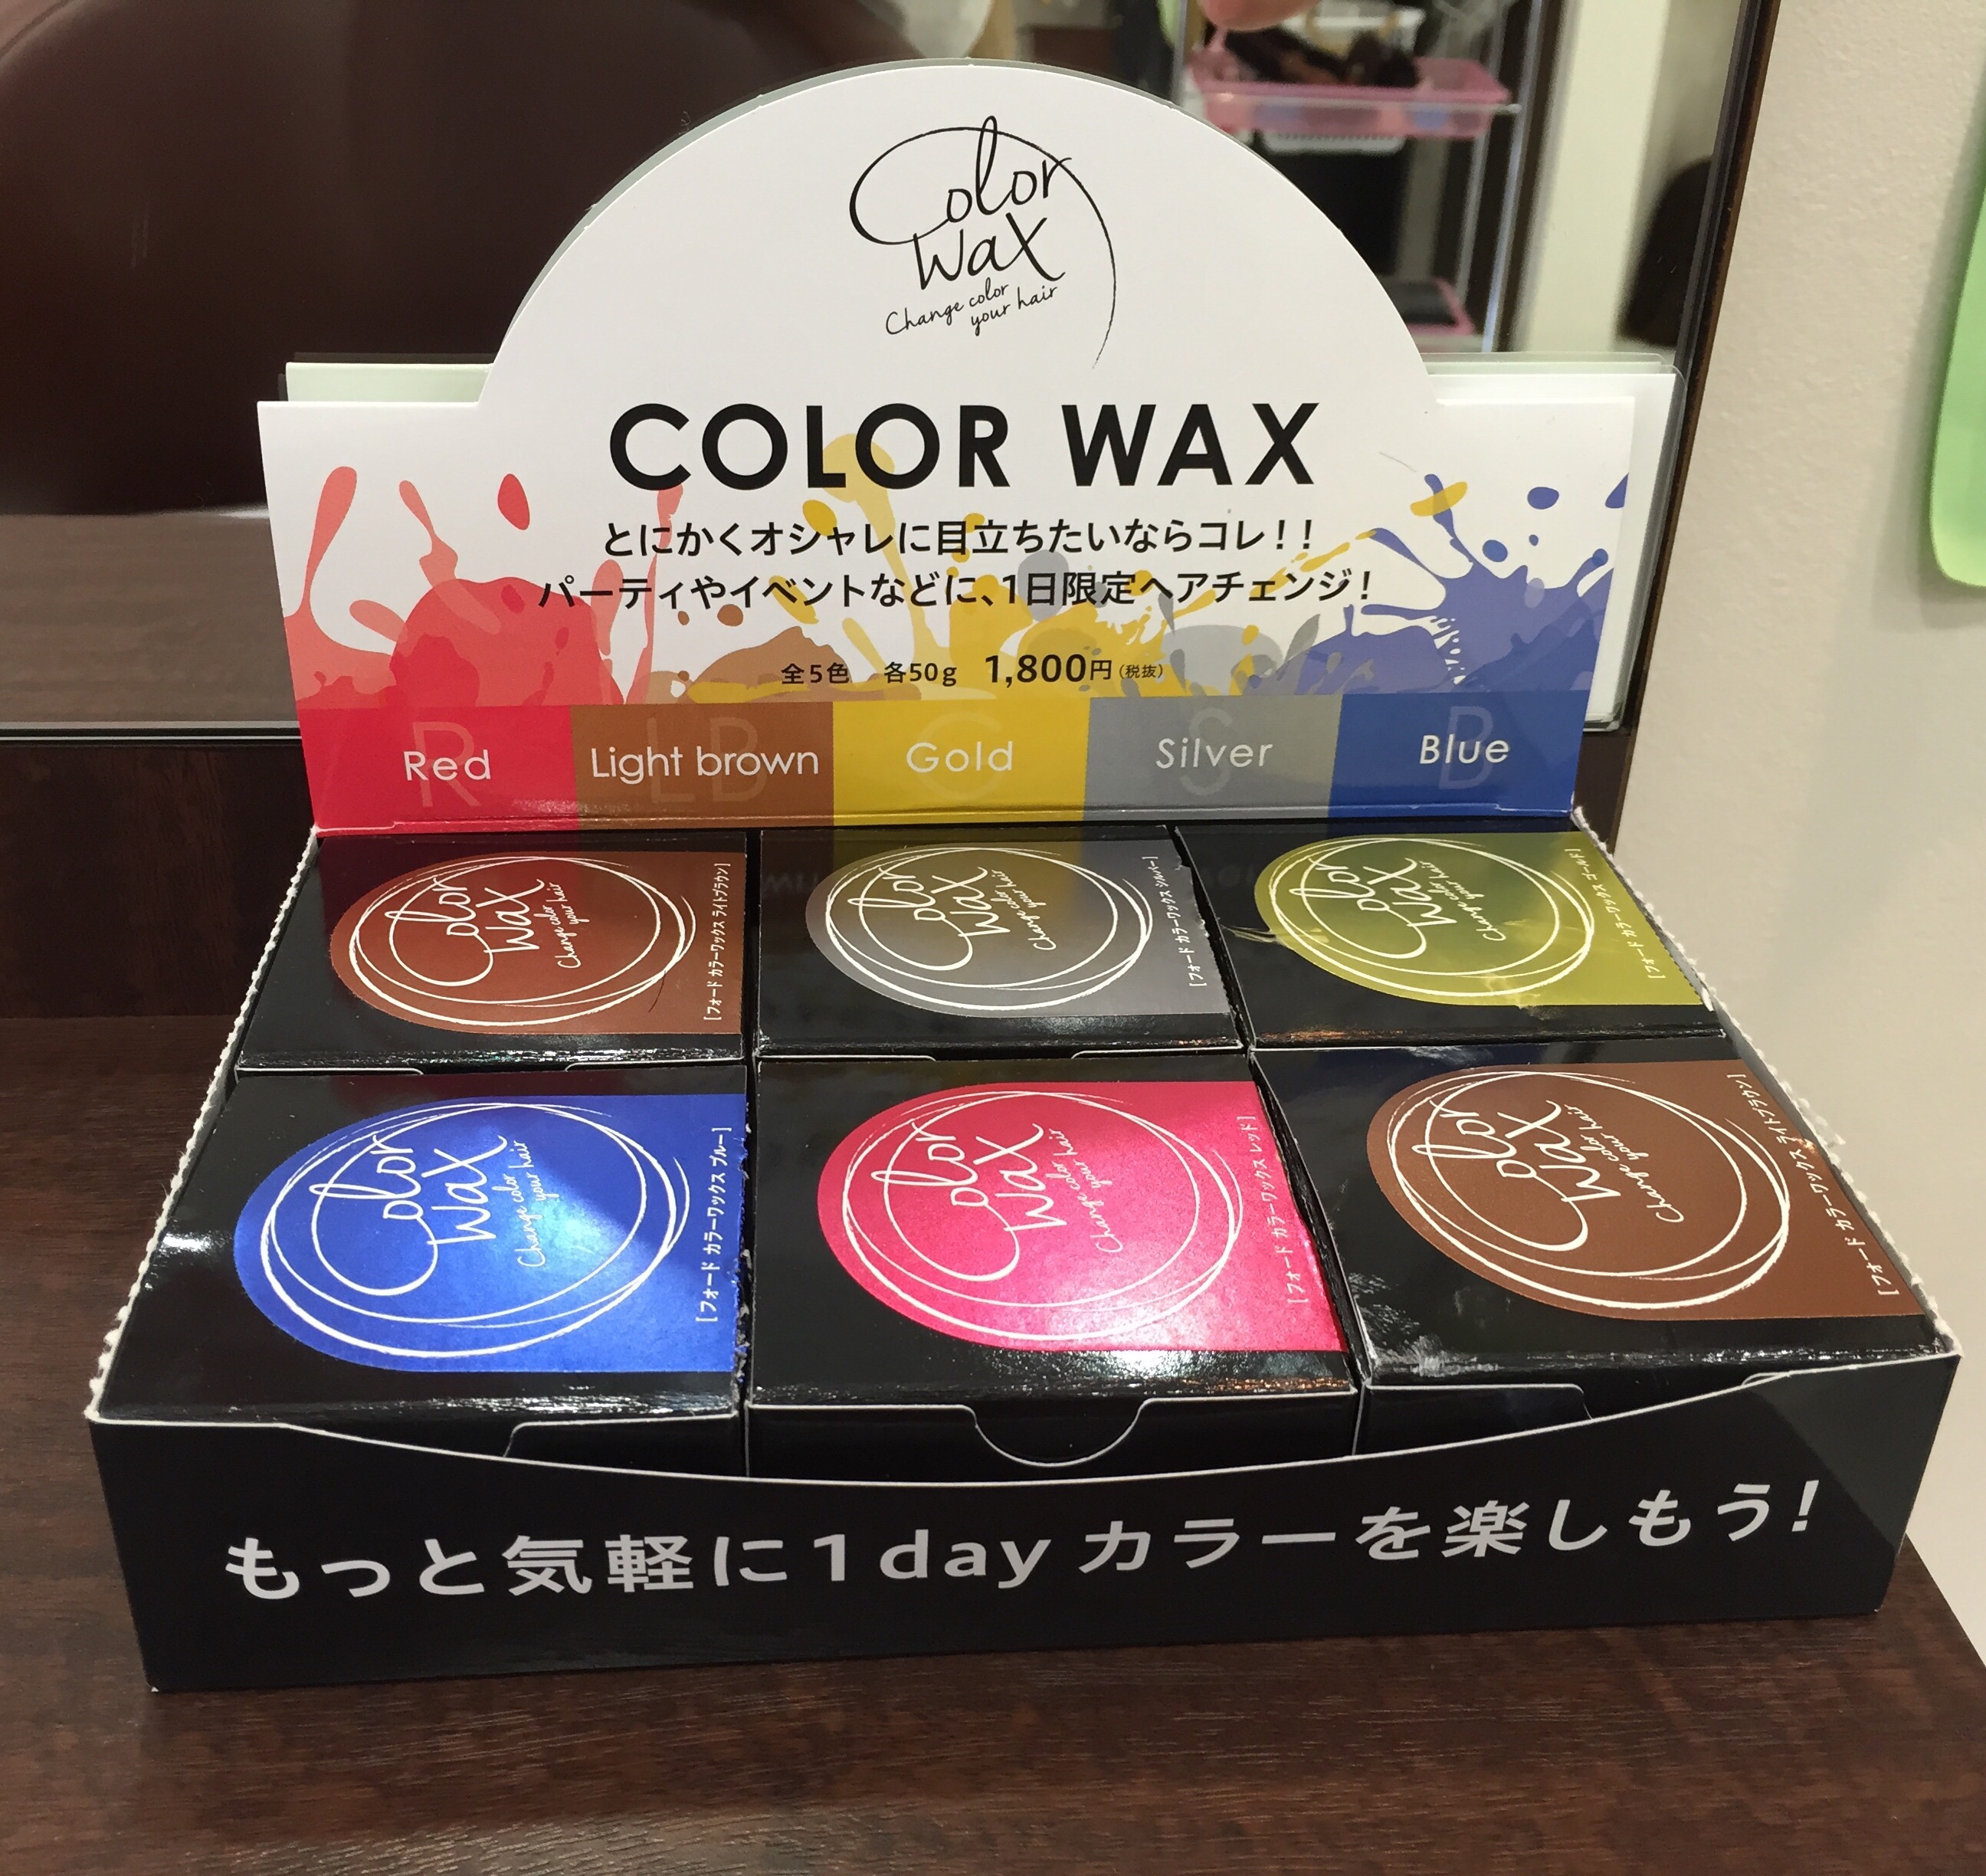 Color
Wax
Change color
your hair
COLOR WAX
とにかくオシャレに目立ちたいならコレ！！
パーティやイベントなどに、1日限定ヘアチェンジ！
全5色 各50g 1,800円(税抜)
R LB G S B
Red Light brown Gold Silver Blue
Color
Wax
Change color
your hair
[フォード カラーワックス ライトブラウン]
Color
Wax
Change color
your hair
[フォード カラーワックス シルバー]
Color
Wax
Change color
your hair
[フォード カラーワックス ゴールド]
Color
Wax
Change color
your hair
[フォード カラーワックス ブルー]
Color
Wax
Change color
your hair
[フォード カラーワックス レッド]
Color
Wax
Change color
your hair
[フォード カラーワックス ライトブラウン]
もっと気軽に1dayカラーを楽しもう！